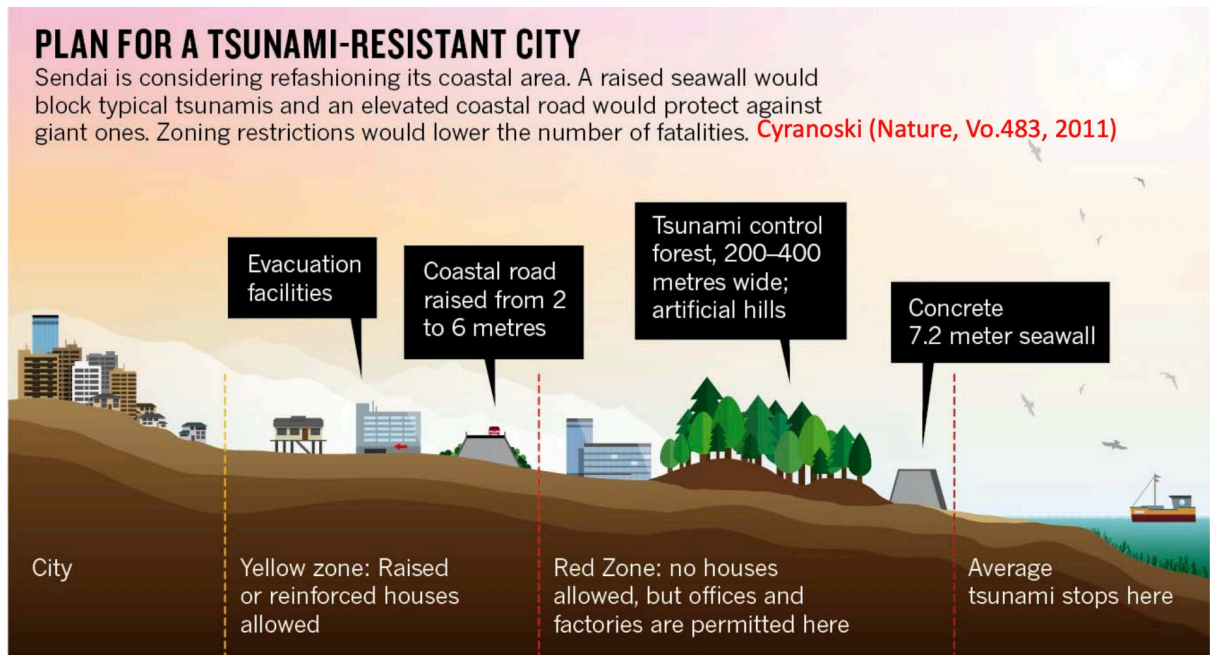 PLAN FOR A TSUNAMI-RESISTANT CITY
Sendai is considering refashioning its coastal area. A raised seawall would
block typical tsunamis and an elevated coastal road would protect against
giant ones. Zoning restrictions would lower the number of fatalities. Cyranoski (Nature, Vo.483, 2011)
Evacuation
facilities
Coastal road
raised from 2
to 6 metres
Tsunami control
forest, 200–400
metres wide;
artificial hills
Concrete
7.2 meter seawall
City
Yellow zone: Raised
or reinforced houses
allowed
Red Zone: no houses
allowed, but offices and
factories are permitted here
Average
tsunami stops here